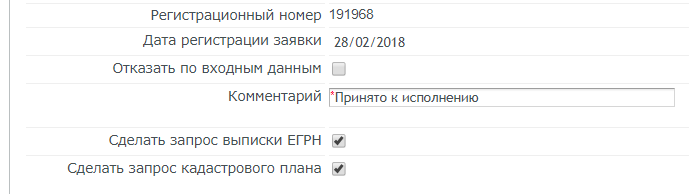 Регистрационный номер 191968
Дата регистрации заявки 28/02/2018
Отказать по входным данным
Комментарий *Принято к исполнению
Сделать запрос выписки ЕГРН
Сделать запрос кадастрового плана